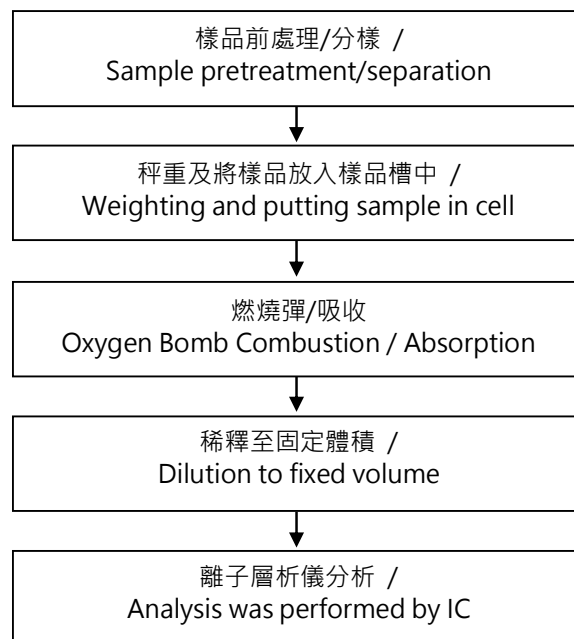 樣品前處理/分樣 /
Sample pretreatment/separation
秤重及將樣品放入樣品槽中 /
Weighting and putting sample in cell
燃燒彈/吸收
Oxygen Bomb Combustion / Absorption
稀釋至固定體積 /
Dilution to fixed volume
離子層析儀分析 /
Analysis was performed by IC